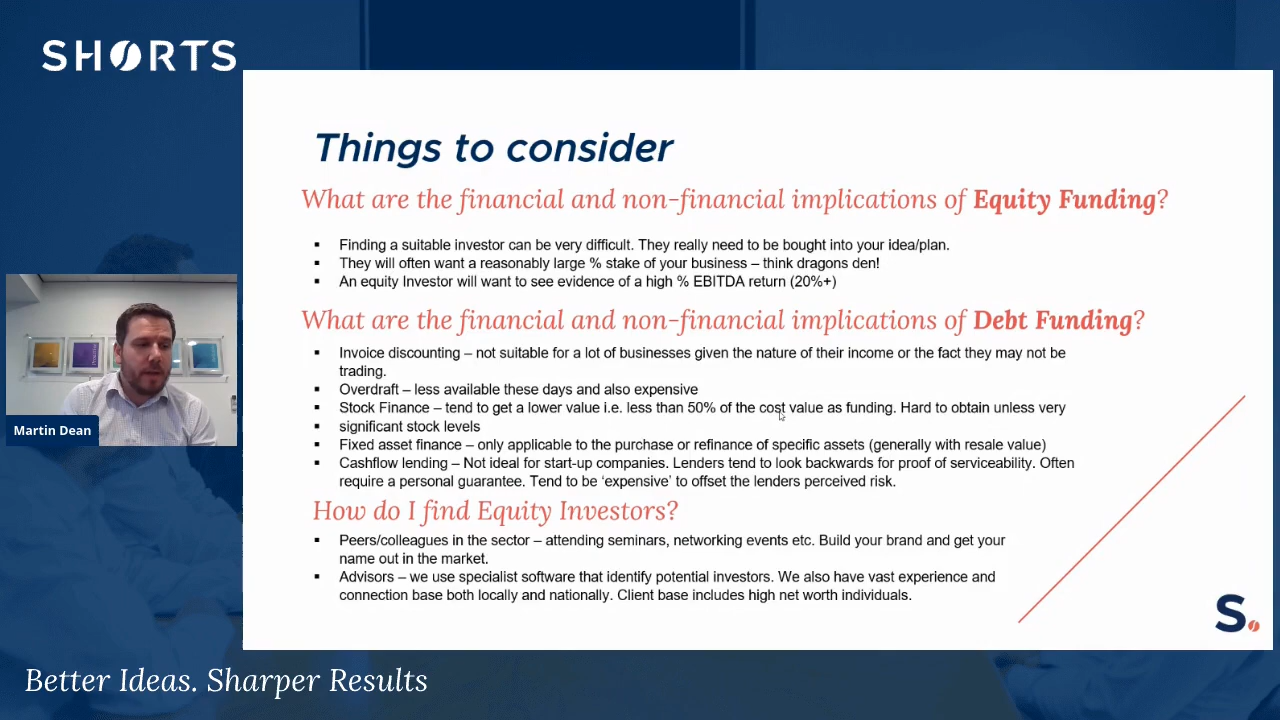 SHORTS
Things to consider
What are the financial and non-financial implications of Equity Funding?
▪ Finding a suitable investor can be very difficult. They really need to be bought into your idea/plan.
▪ They will often want a reasonably large % stake of your business – think dragons den!
▪ An equity Investor will want to see evidence of a high % EBITDA return (20%+)
What are the financial and non-financial implications of Debt Funding?
▪ Invoice discounting – not suitable for a lot of businesses given the nature of their income or the fact they may not be
trading.
▪ Overdraft – less available these days and also expensive
▪ Stock Finance – tend to get a lower value i.e. less than 50% of the cost value as funding. Hard to obtain unless very
▪ significant stock levels
▪ Fixed asset finance – only applicable to the purchase or refinance of specific assets (generally with resale value)
▪ Cashflow lending – Not ideal for start-up companies. Lenders tend to look backwards for proof of serviceability. Often
require a personal guarantee. Tend to be ‘expensive’ to offset the lenders perceived risk.
How do I find Equity Investors?
▪ Peers/colleagues in the sector – attending seminars, networking events etc. Build your brand and get your
name out in the market.
▪ Advisors – we use specialist software that identify potential investors. We also have vast experience and
connection base both locally and nationally. Client base includes high net worth individuals.
Martin Dean
S.
Better Ideas. Sharper Results